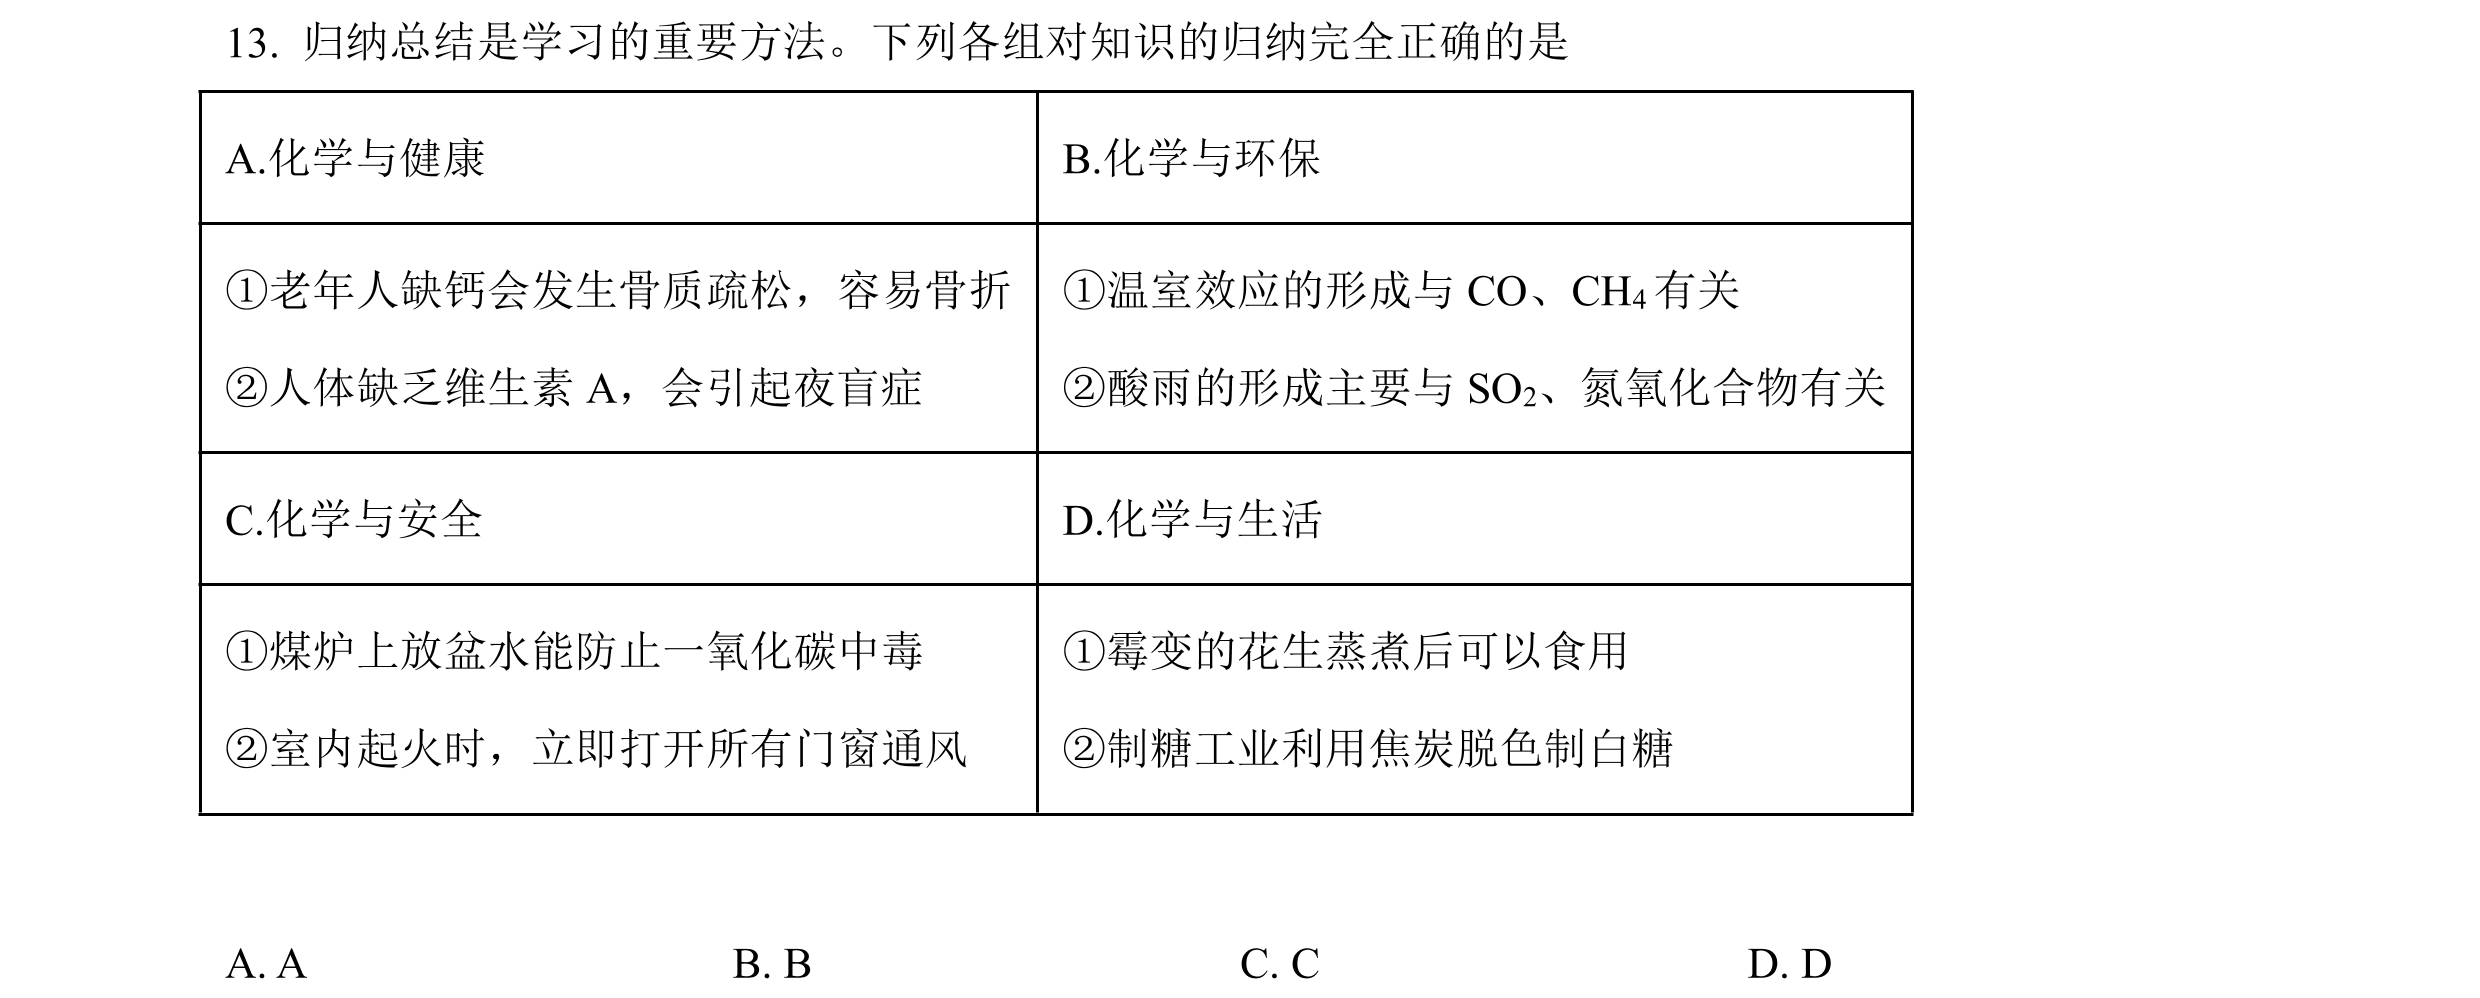 13. 归纳总结是学习的重要方法。下列各组对知识的归纳完全正确的是
A.化学与健康
B.化学与环保
①老年人缺钙会发生骨质疏松，容易骨折
②人体缺乏维生素 A，会引起夜盲症
①温室效应的形成与 CO、CH₄有关
②酸雨的形成主要与 SO₂、氮氧化合物有关
C.化学与安全
D.化学与生活
①煤炉上放盆水能防止一氧化碳中毒
②室内起火时，立即打开所有门窗通风
①霉变的花生蒸煮后可以食用
②制糖工业利用焦炭脱色制白糖
A. A B. B C. C D. D